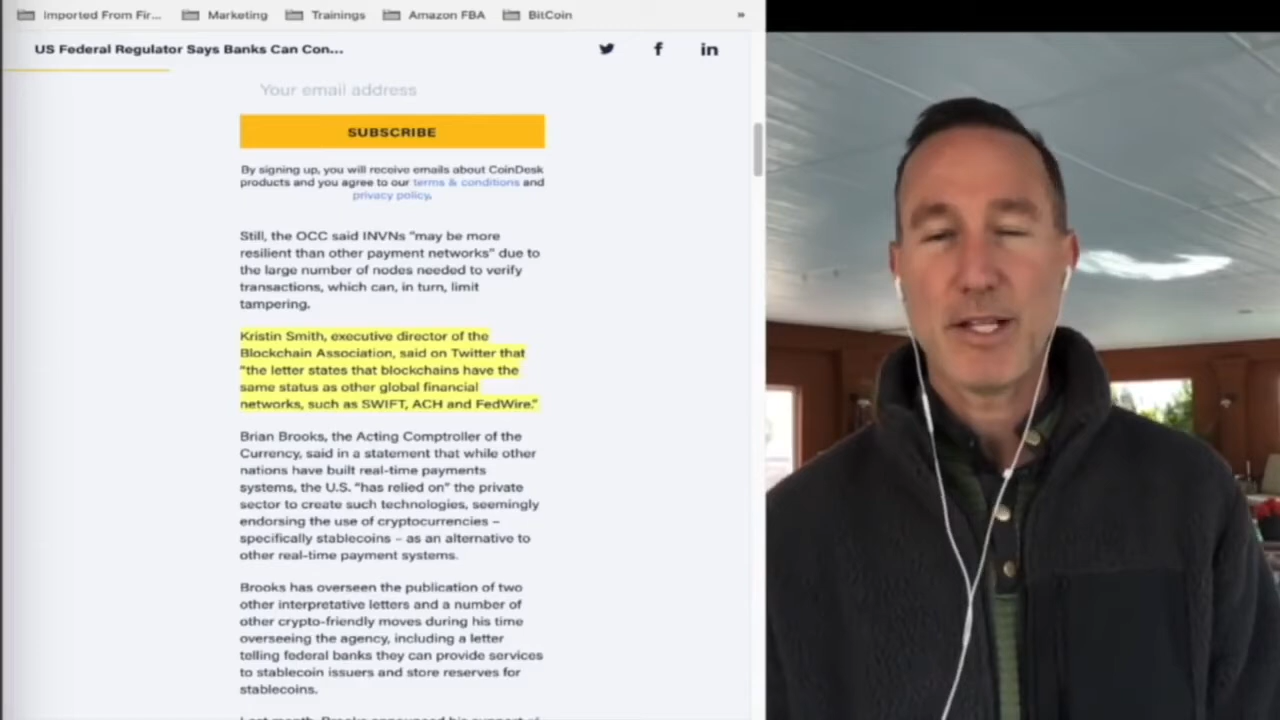 Imported From Fir... Marketing Trainings Amazon FBA BitCoin »
US Federal Regulator Says Banks Can Con...
Your email address
SUBSCRIBE
By signing up, you will receive emails about CoinDesk
products and you agree to our terms & conditions and
privacy policy.
Still, the OCC said INVNs "may be more
resilient than other payment networks" due to
the large number of nodes needed to verify
transactions, which can, in turn, limit
tampering.
Kristin Smith, executive director of the
Blockchain Association, said on Twitter that
"the letter states that blockchains have the
same status as other global financial
networks, such as SWIFT, ACH and FedWire."
Brian Brooks, the Acting Comptroller of the
Currency, said in a statement that while other
nations have built real-time payments
systems, the U.S. "has relied on" the private
sector to create such technologies, seemingly
endorsing the use of cryptocurrencies –
specifically stablecoins – as an alternative to
other real-time payment systems.
Brooks has overseen the publication of two
other interpretative letters and a number of
other crypto-friendly moves during his time
overseeing the agency, including a letter
telling federal banks they can provide services
to stablecoin issuers and store reserves for
stablecoins.
Last month, Brooks announced his support of